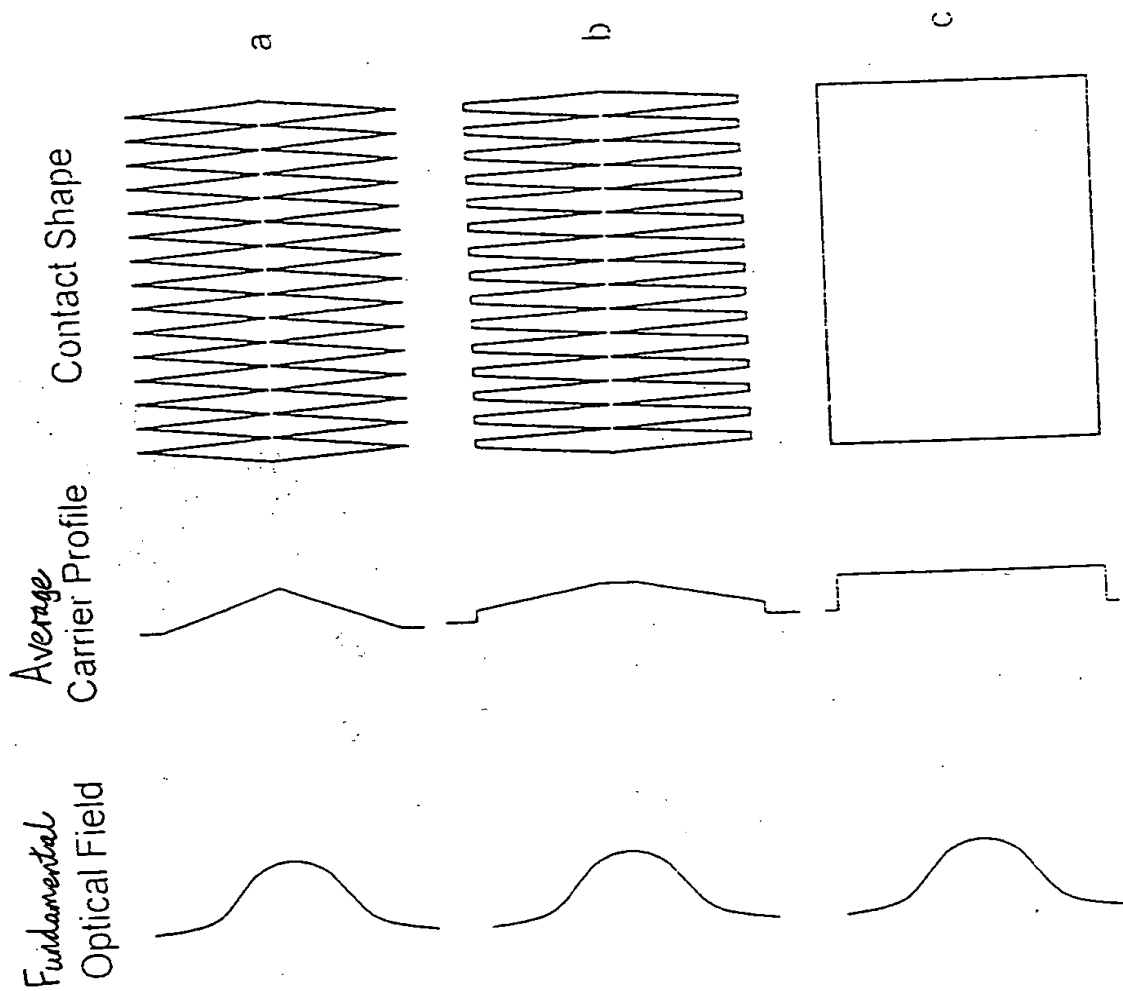 Contact Shape
a
b
c
Average
Carrier Profile
Fundamental
Optical Field